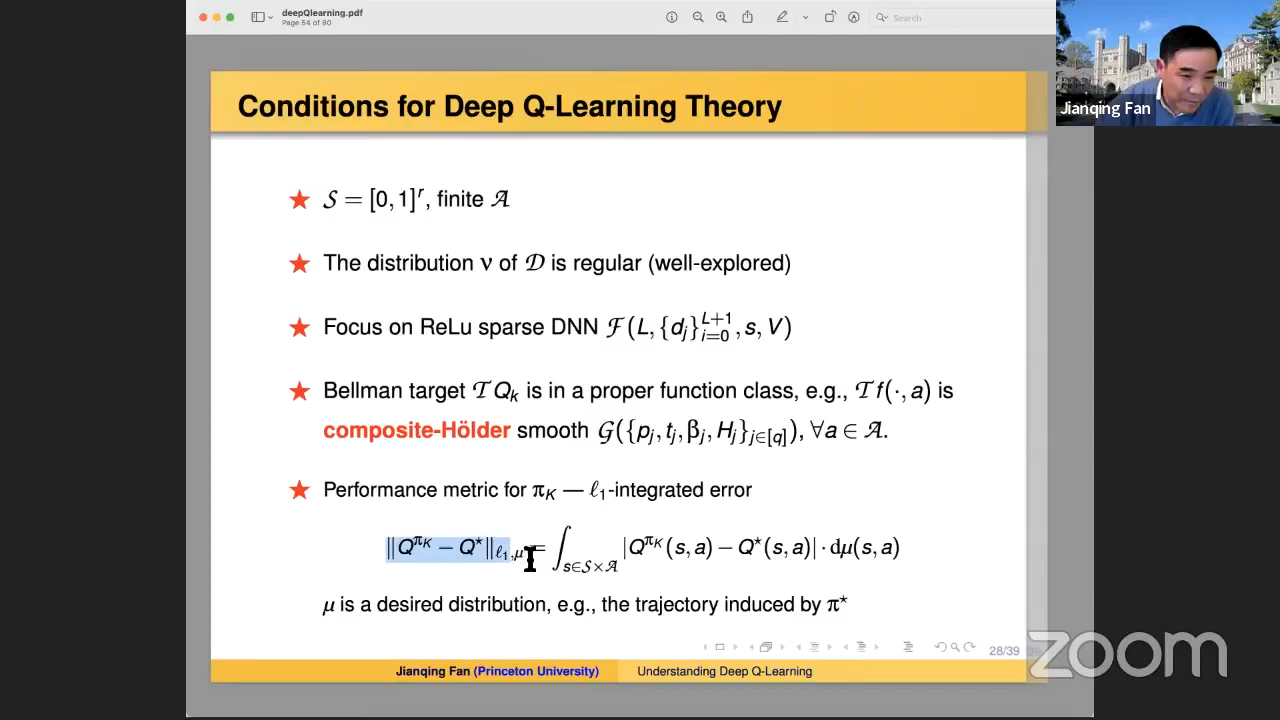 deepQlearning.pdf
Page 54 of 80
Search
Jianqing Fan
Conditions for Deep Q-Learning Theory
★ 𝒮 = [0, 1]^r, finite 𝒜
★ The distribution ν of 𝒟 is regular (well-explored)
★ Focus on ReLu sparse DNN ℱ(L, {d_j}_{i=0}^{L+1}, s, V)
★ Bellman target 𝒯Q_k is in a proper function class, e.g., 𝒯f(·, a) is
composite-Hölder smooth 𝒢({p_j, t_j, β_j, H_j}_{j∈[q]}), ∀a ∈ 𝒜.
★ Performance metric for π_K — ℓ_1-integrated error
‖Q^{π_K} − Q^⋆‖_{ℓ_1,μ} = ∫_{s∈𝒮×𝒜} |Q^{π_K}(s, a) − Q^⋆(s, a)| · dμ(s, a)
μ is a desired distribution, e.g., the trajectory induced by π^⋆
28/39
Jianqing Fan (Princeton University) Understanding Deep Q-Learning
zoom